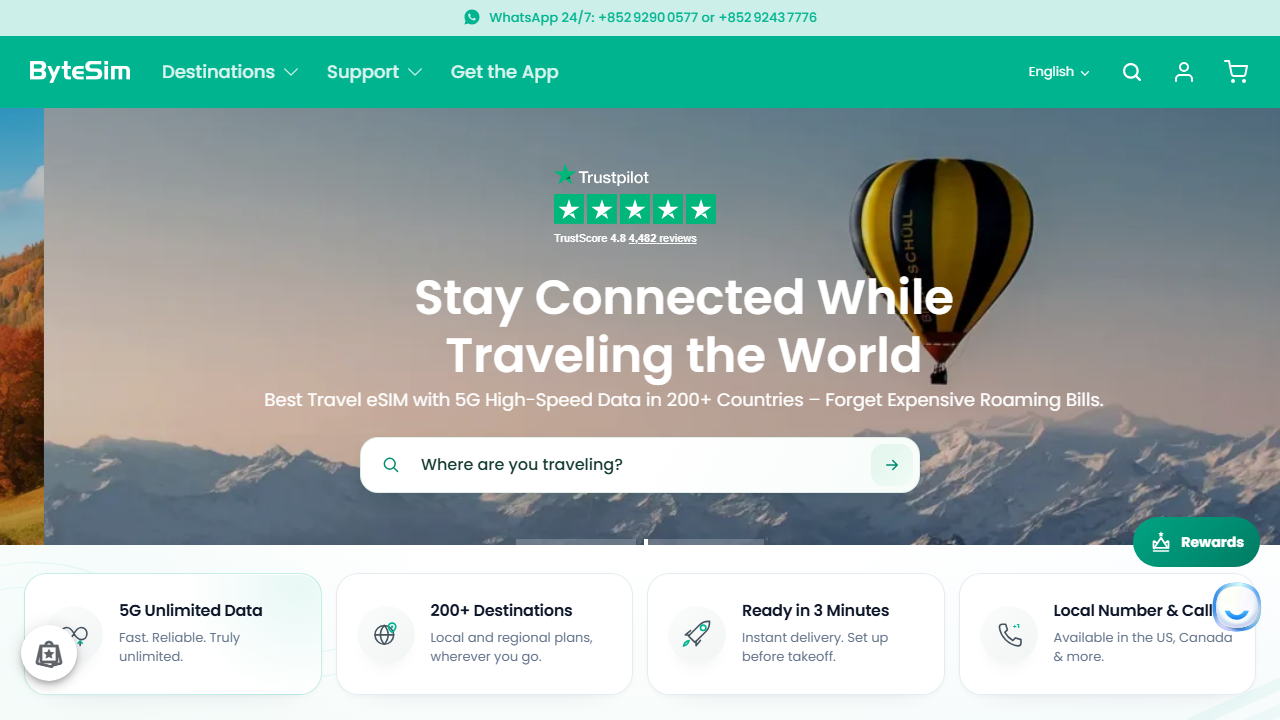 WhatsApp 24/7: +852 9290 0577 or +852 9243 7776
ByteSim
Destinations
Support
Get the App
English
Trustpilot
TrustScore 4.8 4,482 reviews
SCHÜLL
Stay Connected While
Traveling the World
Best Travel eSIM with 5G High-Speed Data in 200+ Countries – Forget Expensive Roaming Bills.
Where are you traveling?
Rewards
5G Unlimited Data
Fast. Reliable. Truly
unlimited.
200+ Destinations
Local and regional plans,
wherever you go.
Ready in 3 Minutes
Instant delivery. Set up
before takeoff.
+1
Local Number & Call
Available in the US, Canada
& more.